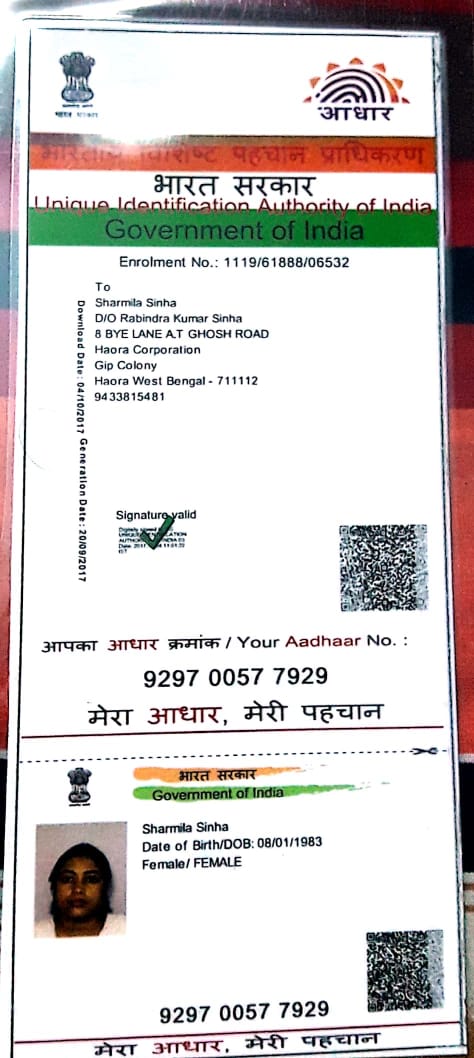 भारत सरकार
आधार
भारतीय विशिष्ट पहचान प्राधिकरण
भारत सरकार
Unique Identification Authority of India
Government of India
Enrolment No.: 1119/61888/06532
To
Sharmila Sinha
D/O Rabindra Kumar Sinha
8 BYE LANE A.T GHOSH ROAD
Haora Corporation
Gip Colony
Haora West Bengal - 711112
9433815481
Download Date: 04/10/2017 Generation Date: 20/09/2017
Signature valid
आपका आधार क्रमांक / Your Aadhaar No. :
9297 0057 7929
मेरा आधार, मेरी पहचान
भारत सरकार
Government of India
Sharmila Sinha
Date of Birth/DOB: 08/01/1983
Female/ FEMALE
9297 0057 7929
मेरा आधार, मेरी पहचान